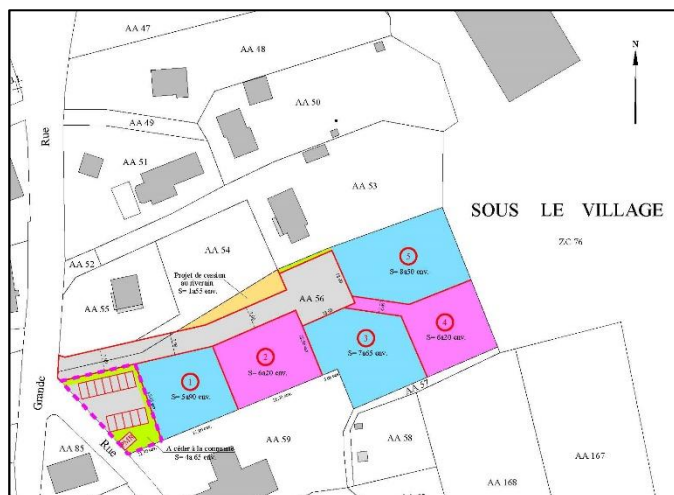 AA 47
AA 48
N
AA 50
Rue
AA 49
AA 51
AA 53
SOUS LE VILLAGE
ZC 76
AA 54
AA 52
5
S= 8a30 env.
Projet de cession
au riverain
S= 1a55 env.
AA 55
AA 56
4
S= 6a20 env.
3
S= 7a65 env.
2
S= 6a20 env.
1
S= 5a90 env.
Grande
AA 57
A céder à la commune
S= 4a 65 env.
Rue
AA 85
AA 59
AA 58
AA 167
AA 168